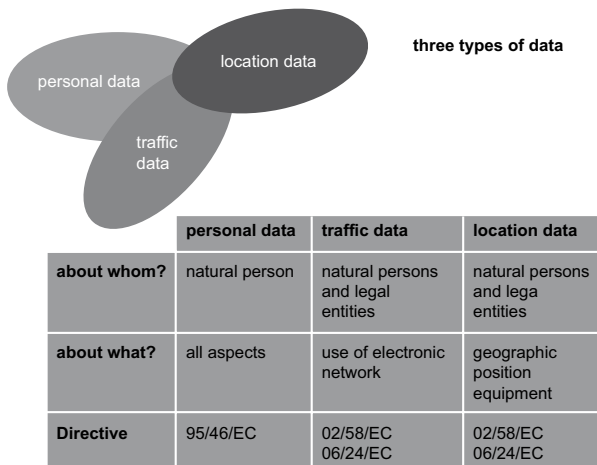 three types of data
location data
personal data
traffic
data
personal data traffic data location data
about whom? natural person natural persons natural persons
and legal and lega
entities entities
about what? all aspects use of electronic geographic
network position
equipment
Directive 95/46/EC 02/58/EC 02/58/EC
06/24/EC 06/24/EC